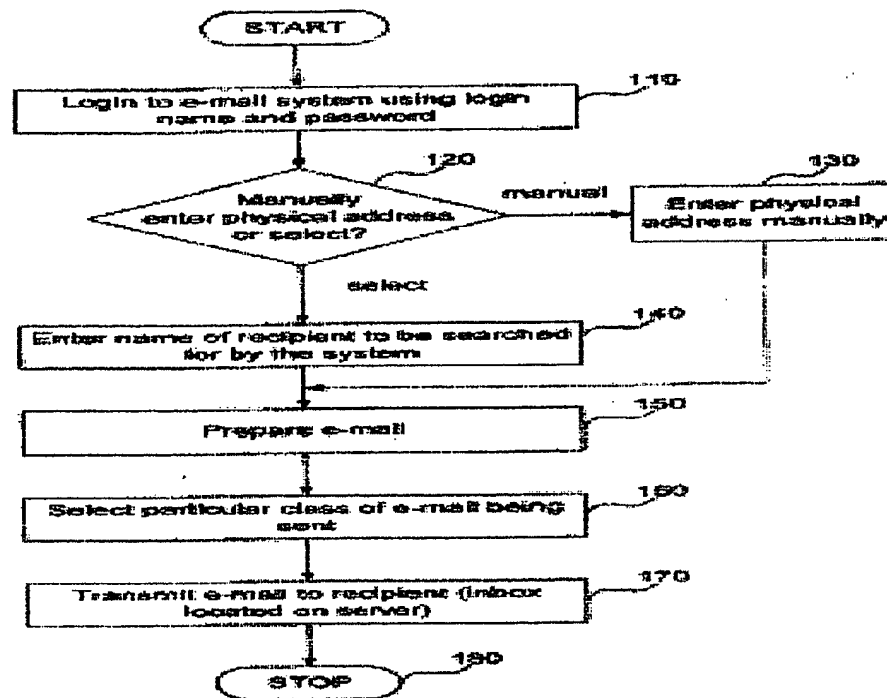 START
110
Login to e-mail system using login
name and password
120
Manually
enter physical address
or select?
manual
130
Enter physical
address manually
select
140
Enter name of recipient to be searched
for by the system
150
Prepare e-mail
160
Select particular class of e-mail being
sent
170
Transmit e-mail to recipient (inbox
located on server)
STOP